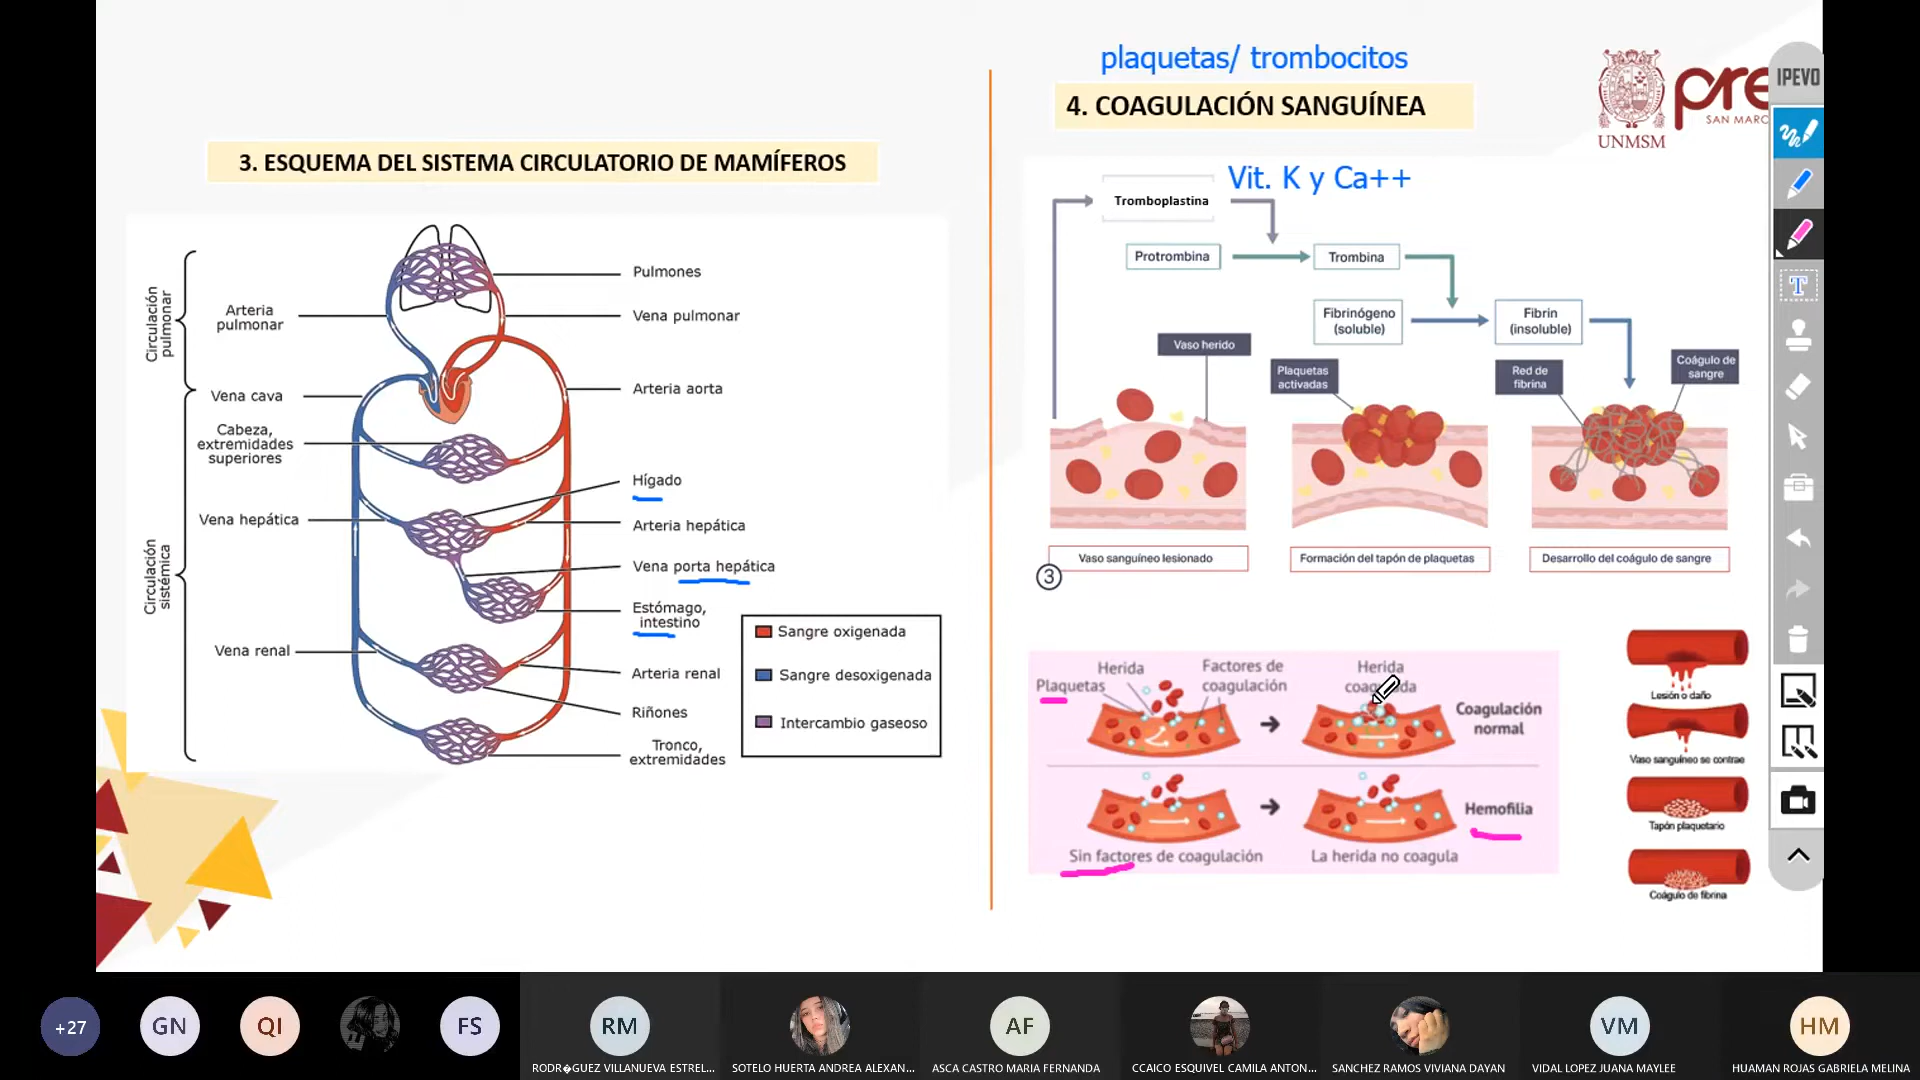 3. ESQUEMA DEL SISTEMA CIRCULATORIO DE MAMÍFEROS
Circulación
pulmonar
Arteria
pulmonar
Pulmones
Vena pulmonar
Vena cava
Arteria aorta
Cabeza,
extremidades
superiores
Hígado
Vena hepática
Arteria hepática
Vena porta hepática
Circulación
sistémica
Estómago,
intestino
Vena renal
Arteria renal
Riñones
Tronco,
extremidades
Sangre oxigenada
Sangre desoxigenada
Intercambio gaseoso
plaquetas/ trombocitos
4. COAGULACIÓN SANGUÍNEA
UNMSM
pre
SAN MARC
IPEVO
Vit. K y Ca++
Tromboplastina
Protrombina
Trombina
Fibrinógeno
(soluble)
Fibrin
(insoluble)
Vaso herido
Plaquetas
activadas
Red de
fibrina
Coágulo de
sangre
Vaso sanguíneo lesionado
Formación del tapón de plaquetas
Desarrollo del coágulo de sangre
3
Plaquetas
Herida
Factores de
coagulación
Herida
Coagulación
normal
Hemofilia
Sin factores de coagulación
La herida no coagula
Lesión o daño
Vaso sanguíneo se contrae
Tapón plaquetario
Coágulo de fibrina
T
+27
GN
QI
FS
RM
AF
VM
HM
RODR�GUEZ VILLANUEVA ESTREL...
SOTELO HUERTA ANDREA ALEXAN...
ASCA CASTRO MARIA FERNANDA
CCAICO ESQUIVEL CAMILA ANTON...
SANCHEZ RAMOS VIVIANA DAYAN
VIDAL LOPEZ JUANA MAYLEE
HUAMAN ROJAS GABRIELA MELINA